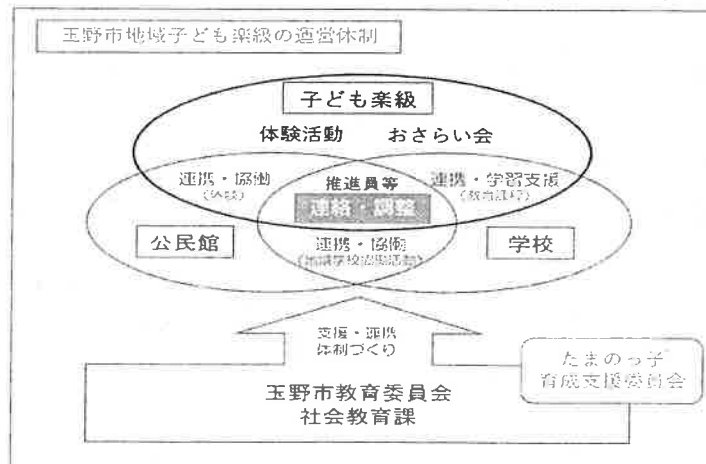 玉野市地域子ども楽級の運営体制
子ども楽級
体験活動 おさらい会
連携・協働
推進員等
連携・学習支援
連絡・調整
公民館
連携・協働
学校
支援・連携
体制づくり
たまのっ子
育成支援委員会
玉野市教育委員会
社会教育課